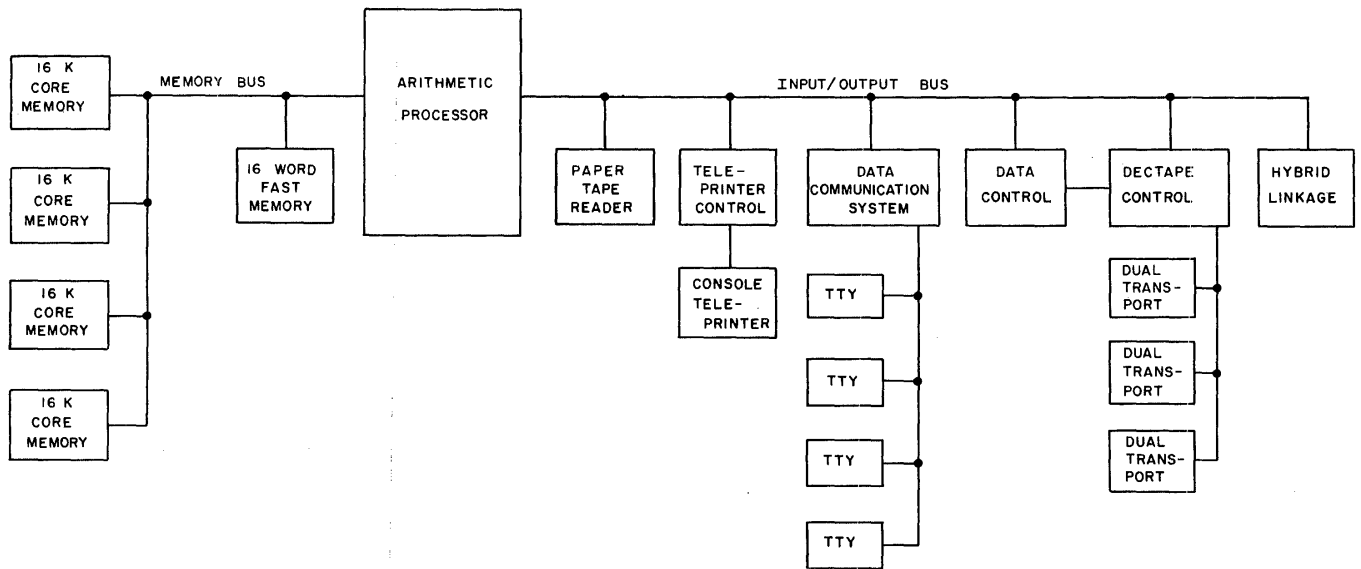 16 K
CORE
MEMORY
16 K
CORE
MEMORY
16 K
CORE
MEMORY
16 K
CORE
MEMORY
MEMORY BUS
16 WORD
FAST
MEMORY
ARITHMETIC
PROCESSOR
INPUT/OUTPUT BUS
PAPER
TAPE
READER
TELE-
PRINTER
CONTROL
CONSOLE
TELE-
PRINTER
DATA
COMMUNICATION
SYSTEM
TTY
TTY
TTY
TTY
DATA
CONTROL
DECTAPE
CONTROL
DUAL
TRANS-
PORT
DUAL
TRANS-
PORT
DUAL
TRANS-
PORT
HYBRID
LINKAGE